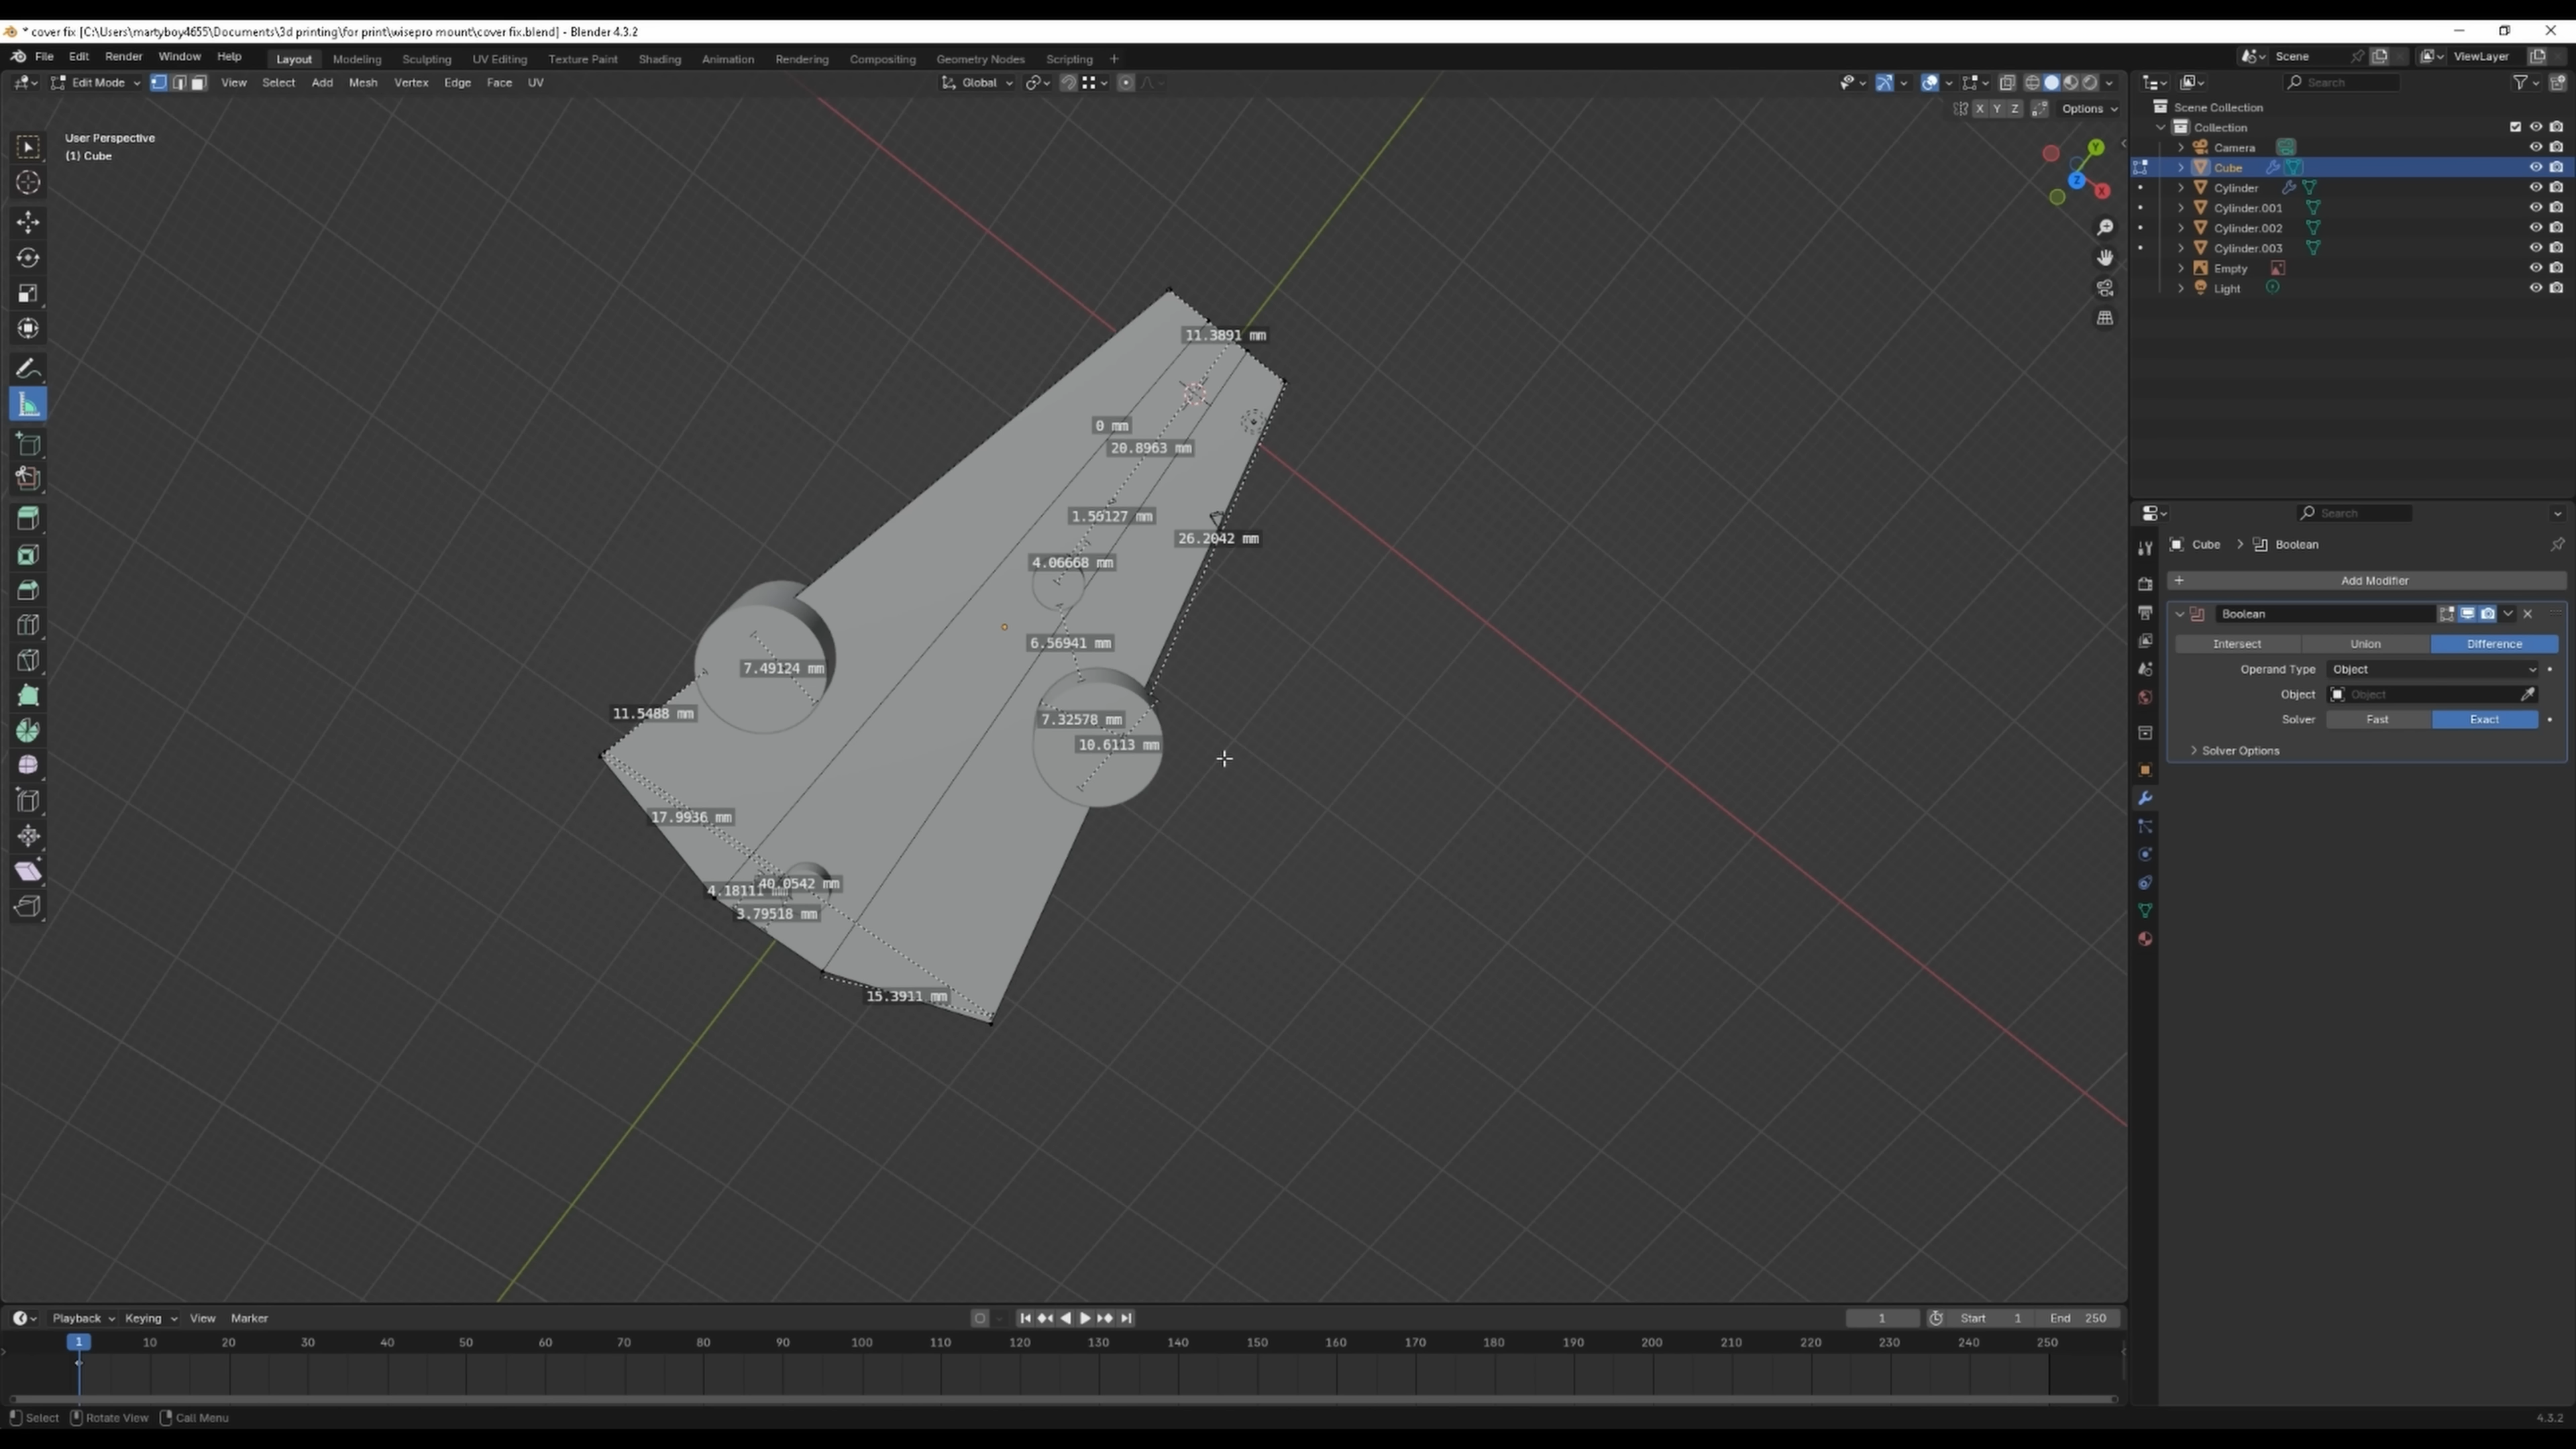 * cover fix [C:\Users\martyboy4655\Documents\3d printing\for print\wisepro mount\cover fix.blend] - Blender 4.3.2
File Edit Render Window Help Layout Modeling Sculpting UV Editing Texture Paint Shading Animation Rendering Compositing Geometry Nodes Scripting + Scene ViewLayer
Edit Mode View Select Add Mesh Vertex Edge Face UV Global Search
X Y Z Options
User Perspective
(1) Cube
Y
Z
X
Scene Collection
Collection
Camera
Cube
Cylinder
Cylinder.001
Cylinder.002
Cylinder.003
Empty
Light
11.3891 mm
0 mm
20.8963 mm
26.2042 mm
4.06668 mm
6.56941 mm
7.49124 mm
11.5488 mm
7.32578 mm
10.6113 mm
17.9936 mm
40.0542 mm
4.18111
3.79518 mm
15.3911 mm
Search
Cube > Boolean
+ Add Modifier
Boolean
Intersect Union Difference
Operand Type Object
Object Object
Solver Fast Exact
Solver Options
Playback Keying View Marker 1 Start 1 End 250
1 10 20 30 40 50 60 70 80 90 100 110 120 130 140 150 160 170 180 190 200 210 220 230 240 250
Select Rotate View Call Menu 4.3.2